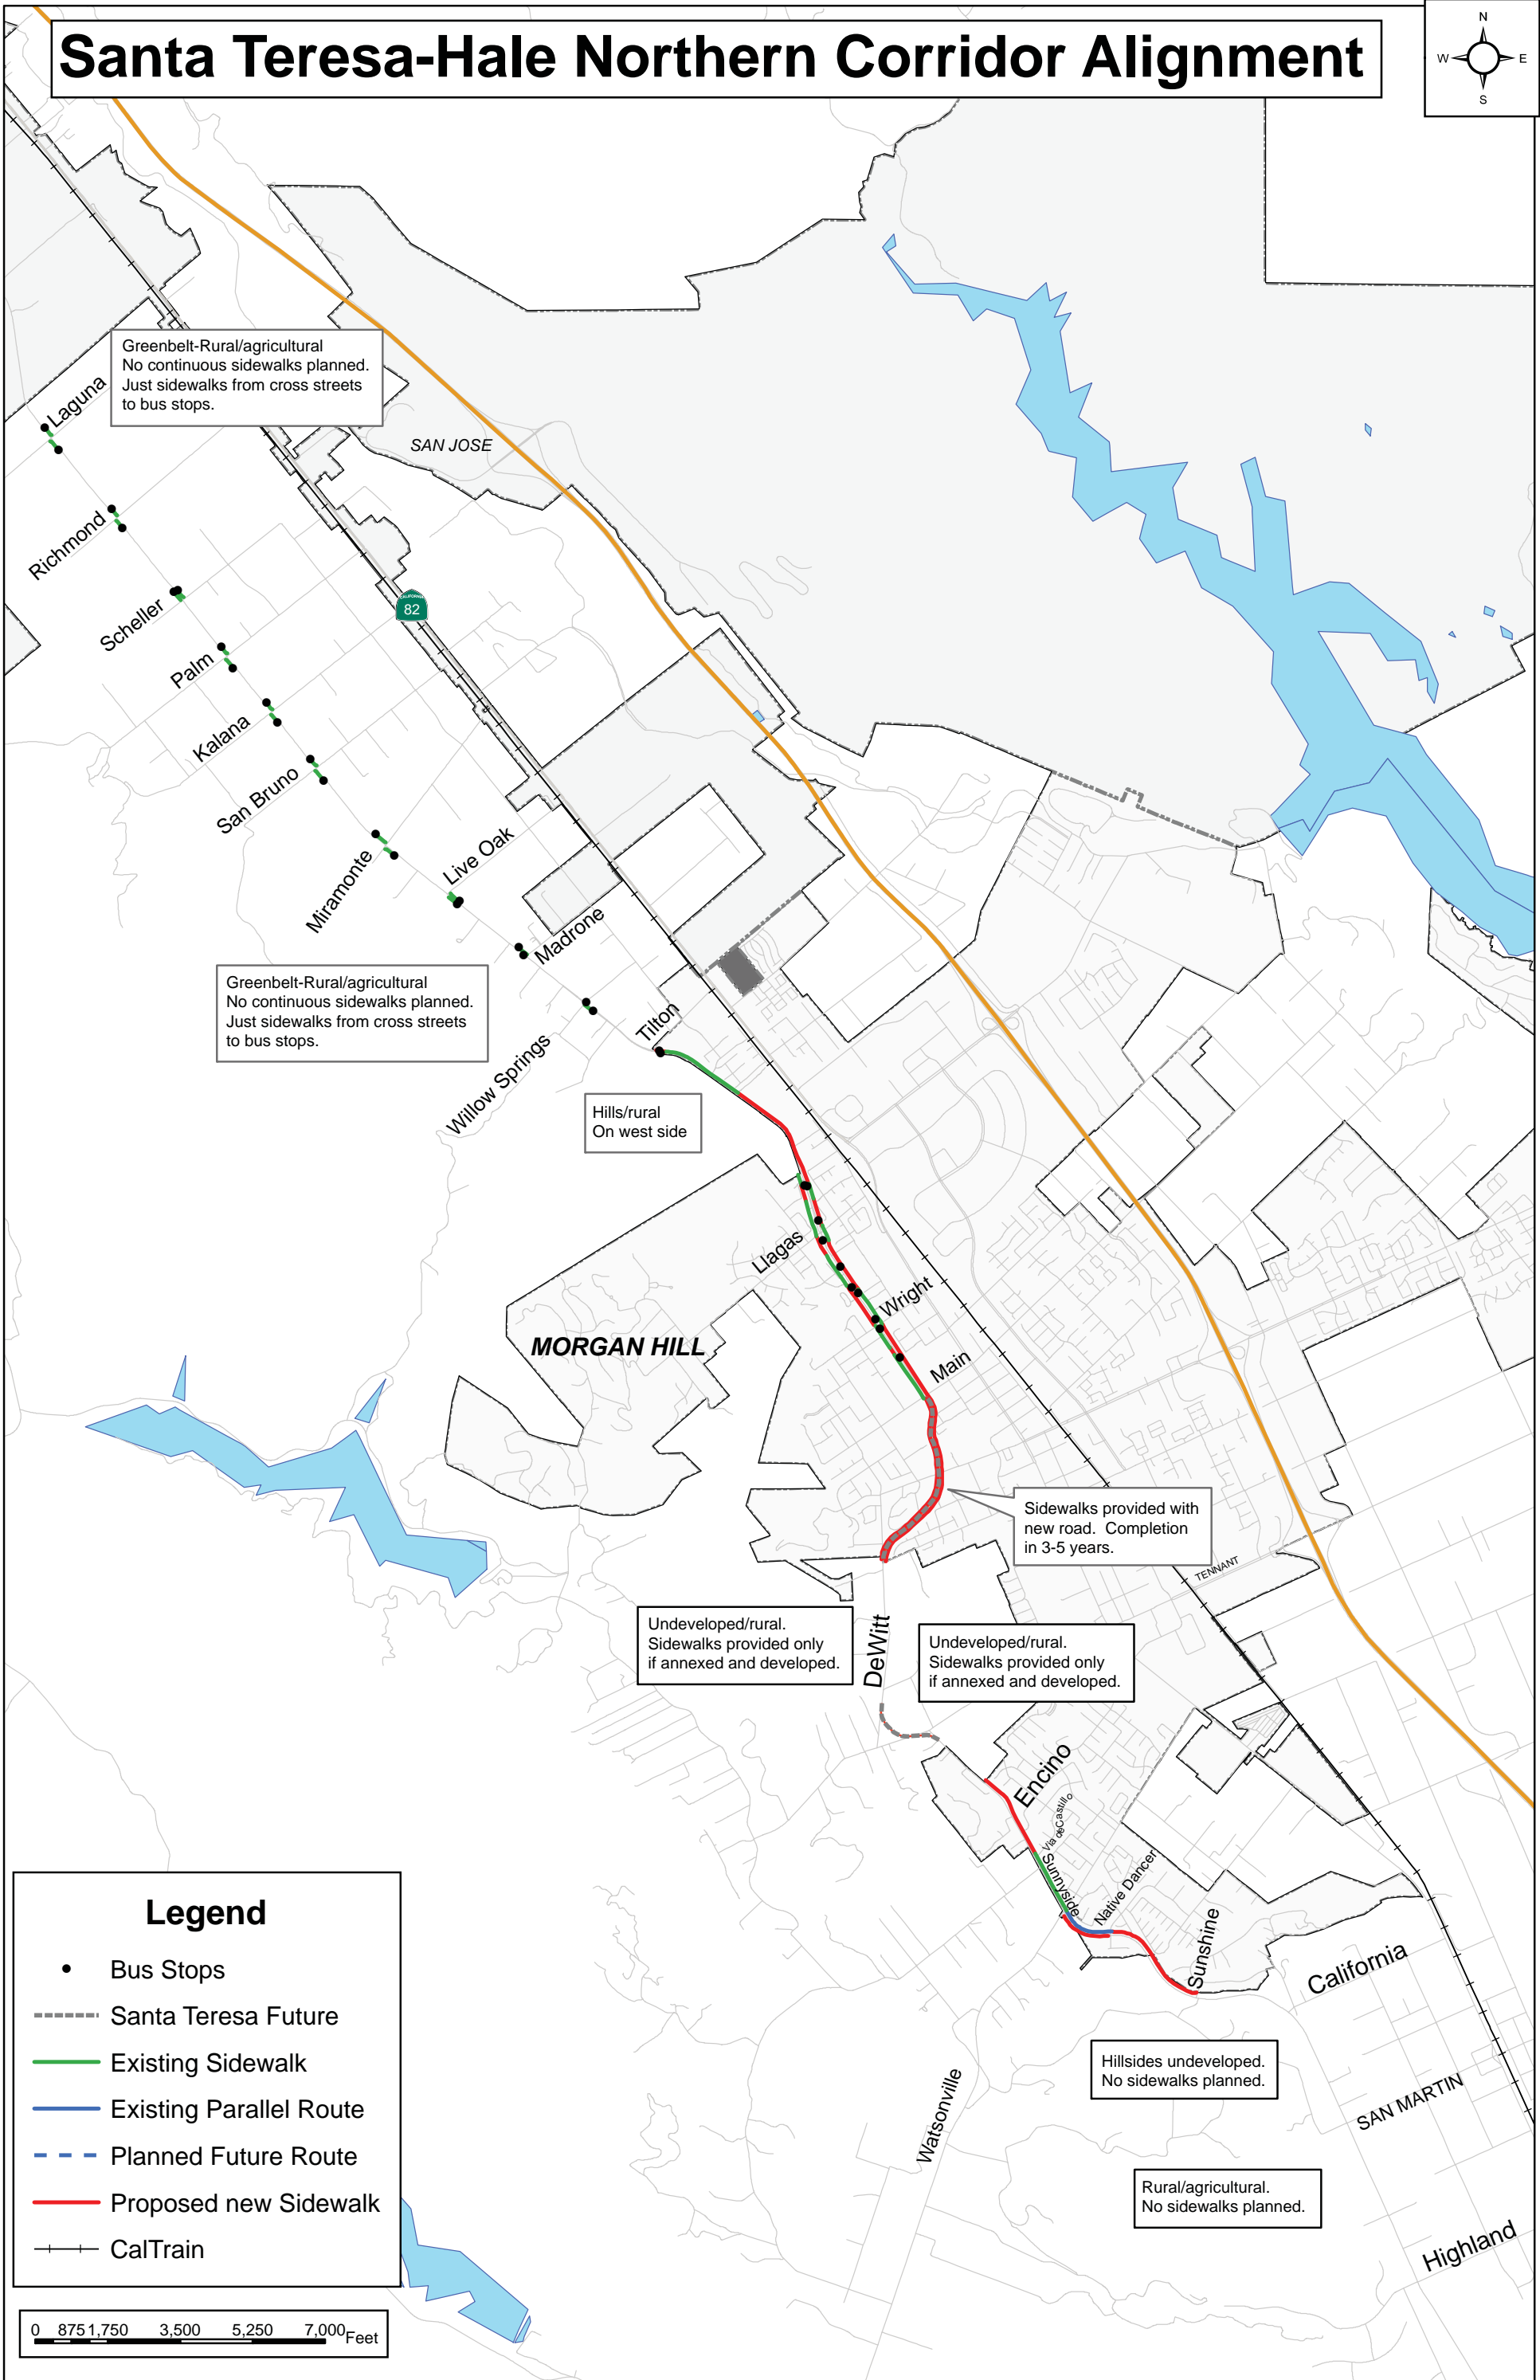 Santa Teresa-Hale Northern Corridor Alignment
N
W
E
S
Greenbelt-Rural/agricultural
No continuous sidewalks planned.
Just sidewalks from cross streets
to bus stops.
Laguna
SAN JOSE
Richmond
Scheller
CALIFORNIA
82
Palm
Kalana
San Bruno
Miramonte
Live Oak
Madrone
Greenbelt-Rural/agricultural
No continuous sidewalks planned.
Just sidewalks from cross streets
to bus stops.
Willow Springs
Tilton
Hills/rural
On west side
Llagas
Wright
MORGAN HILL
Main
Sidewalks provided with
new road. Completion
in 3-5 years.
TENNANT
Undeveloped/rural.
Sidewalks provided only
if annexed and developed.
DeWitt
Undeveloped/rural.
Sidewalks provided only
if annexed and developed.
Encino
Via de Castillo
Sunnyside
Native Dancer
Sunshine
California
Hillsides undeveloped.
No sidewalks planned.
Watsonville
SAN MARTIN
Rural/agricultural.
No sidewalks planned.
Highland
Legend
Bus Stops
Santa Teresa Future
Existing Sidewalk
Existing Parallel Route
Planned Future Route
Proposed new Sidewalk
CalTrain
0 875 1,750 3,500 5,250 7,000 Feet